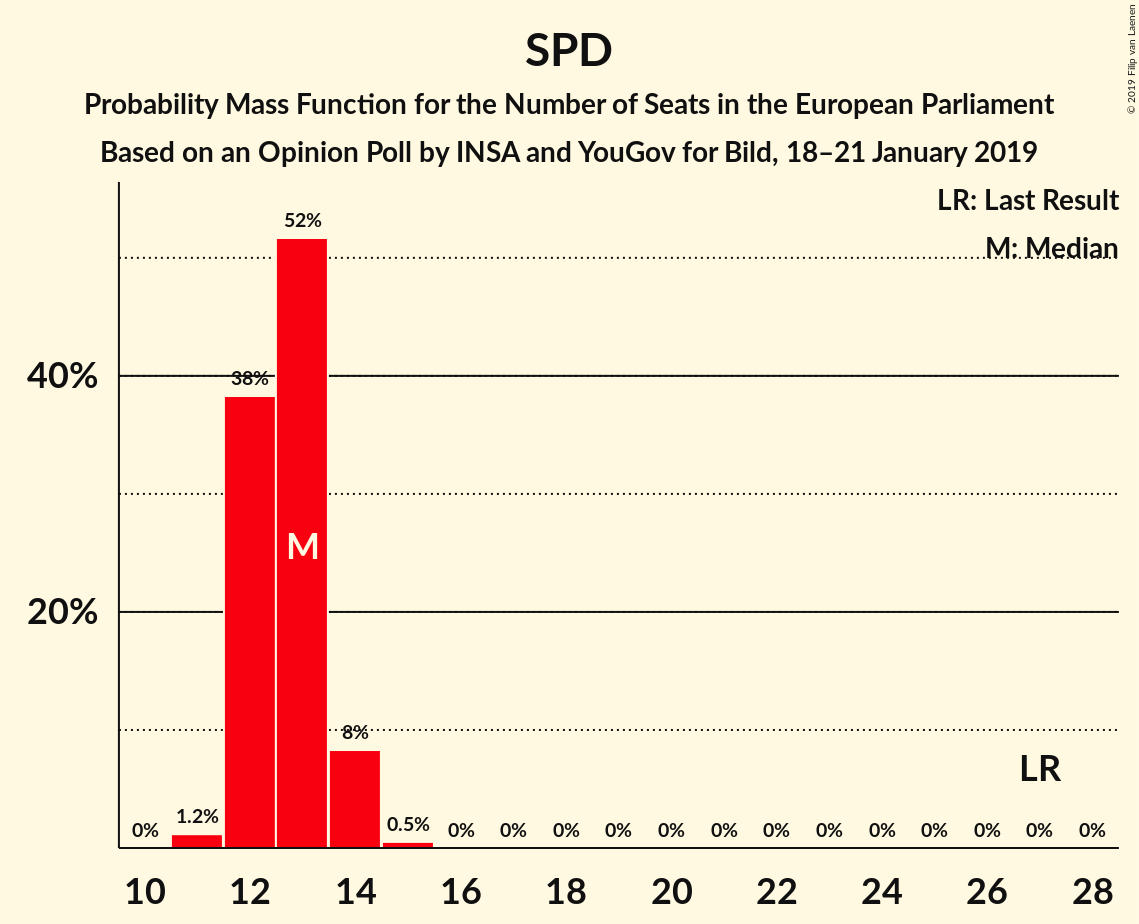 SPD
Probability Mass Function for the Number of Seats in the European Parliament
Based on an Opinion Poll by INSA and YouGov for Bild, 18–21 January 2019
© 2019 Filip van Laenen
LR: Last Result
M: Median
40%
20%
0% 1.2% 38% 52% 8% 0.5% 0% 0% 0% 0% 0% 0% 0% 0% 0% 0% 0% 0% 0%
M
LR
10 12 14 16 18 20 22 24 26 28